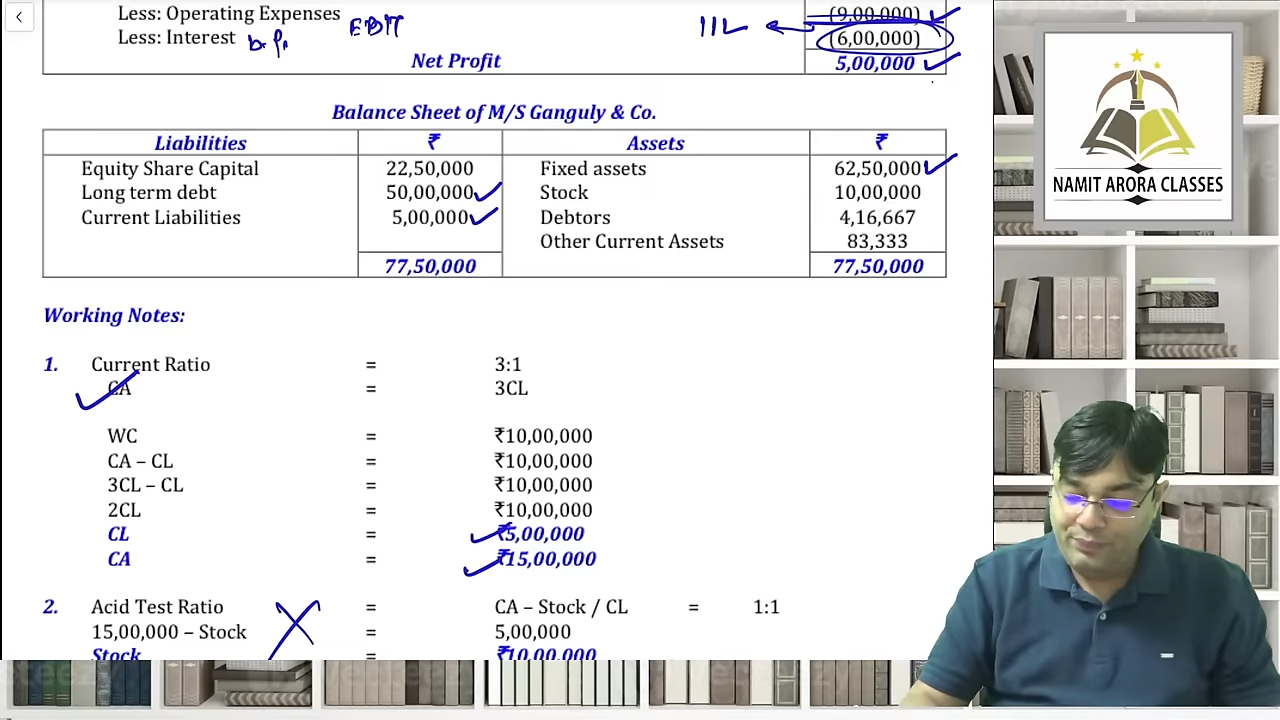 Less: Operating Expenses (9,00,000)
Less: Interest b.f. EBIT 11L (6,00,000)
Net Profit 5,00,000
Balance Sheet of M/S Ganguly & Co.
Liabilities ₹ Assets ₹
Equity Share Capital 22,50,000 Fixed assets 62,50,000
Long term debt 50,00,000 Stock 10,00,000
Current Liabilities 5,00,000 Debtors 4,16,667
Other Current Assets 83,333
77,50,000 77,50,000
NAMIT ARORA CLASSES
Working Notes:
1. Current Ratio = 3:1
CA = 3CL
WC = ₹10,00,000
CA – CL = ₹10,00,000
3CL – CL = ₹10,00,000
2CL = ₹10,00,000
CL = ₹5,00,000
CA = ₹15,00,000
2. Acid Test Ratio = CA – Stock / CL = 1:1
15,00,000 – Stock = 5,00,000
Stock = ₹10,00,000